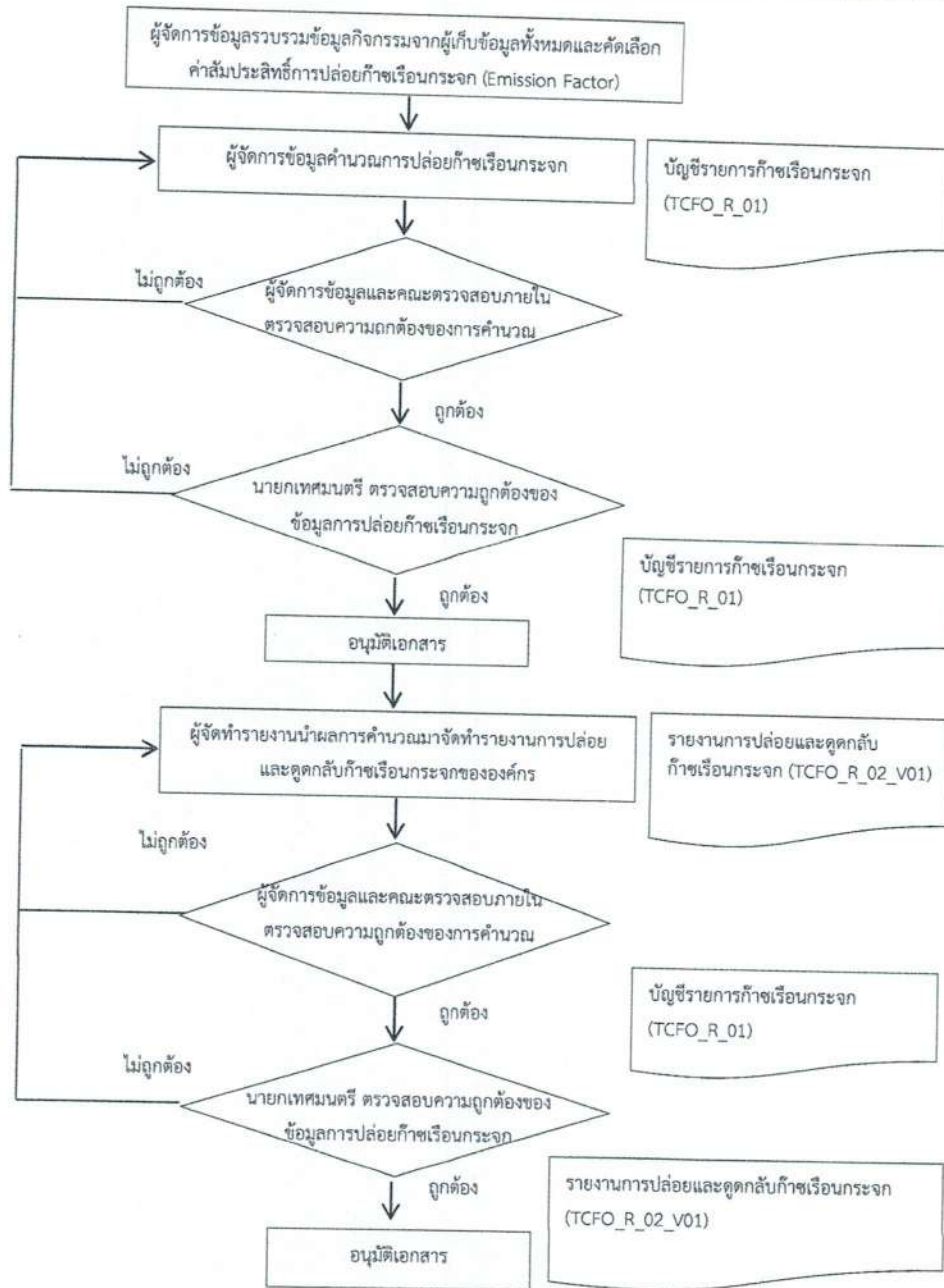 ผู้จัดการข้อมูลรวบรวมข้อมูลกิจกรรมจากผู้เก็บข้อมูลทั้งหมดและคัดเลือก
ค่าสัมประสิทธิ์การปล่อยก๊าซเรือนกระจก (Emission Factor)
ผู้จัดการข้อมูลคำนวณการปล่อยก๊าซเรือนกระจก
บัญชีรายการก๊าซเรือนกระจก
(TCFO_R_01)
ไม่ถูกต้อง
ผู้จัดการข้อมูลและคณะตรวจสอบภายใน
ตรวจสอบความถูกต้องของการคำนวณ
ถูกต้อง
ไม่ถูกต้อง
นายกเทศมนตรี ตรวจสอบความถูกต้องของ
ข้อมูลการปล่อยก๊าซเรือนกระจก
บัญชีรายการก๊าซเรือนกระจก
(TCFO_R_01)
ถูกต้อง
อนุมัติเอกสาร
ผู้จัดทำรายงานนำผลการคำนวณมาจัดทำรายงานการปล่อย
และดูดกลับก๊าซเรือนกระจกขององค์กร
รายงานการปล่อยและดูดกลับ
ก๊าซเรือนกระจก (TCFO_R_02_V01)
ไม่ถูกต้อง
ผู้จัดการข้อมูลและคณะตรวจสอบภายใน
ตรวจสอบความถูกต้องของการคำนวณ
ถูกต้อง
บัญชีรายการก๊าซเรือนกระจก
(TCFO_R_01)
ไม่ถูกต้อง
นายกเทศมนตรี ตรวจสอบความถูกต้องของ
ข้อมูลการปล่อยก๊าซเรือนกระจก
ถูกต้อง
รายงานการปล่อยและดูดกลับก๊าซเรือนกระจก
(TCFO_R_02_V01)
อนุมัติเอกสาร